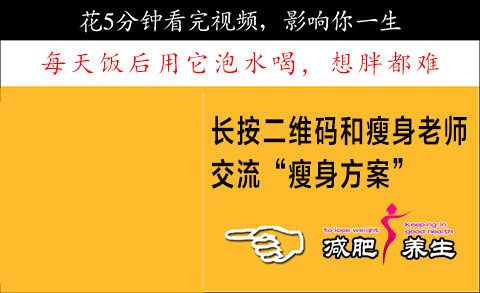 花5分钟看完视频，影响你一生
每天饭后用它泡水喝，想胖都难
长按二维码和瘦身老师
交流“瘦身方案”
to lose weight
keeping in
good health
减肥 养生